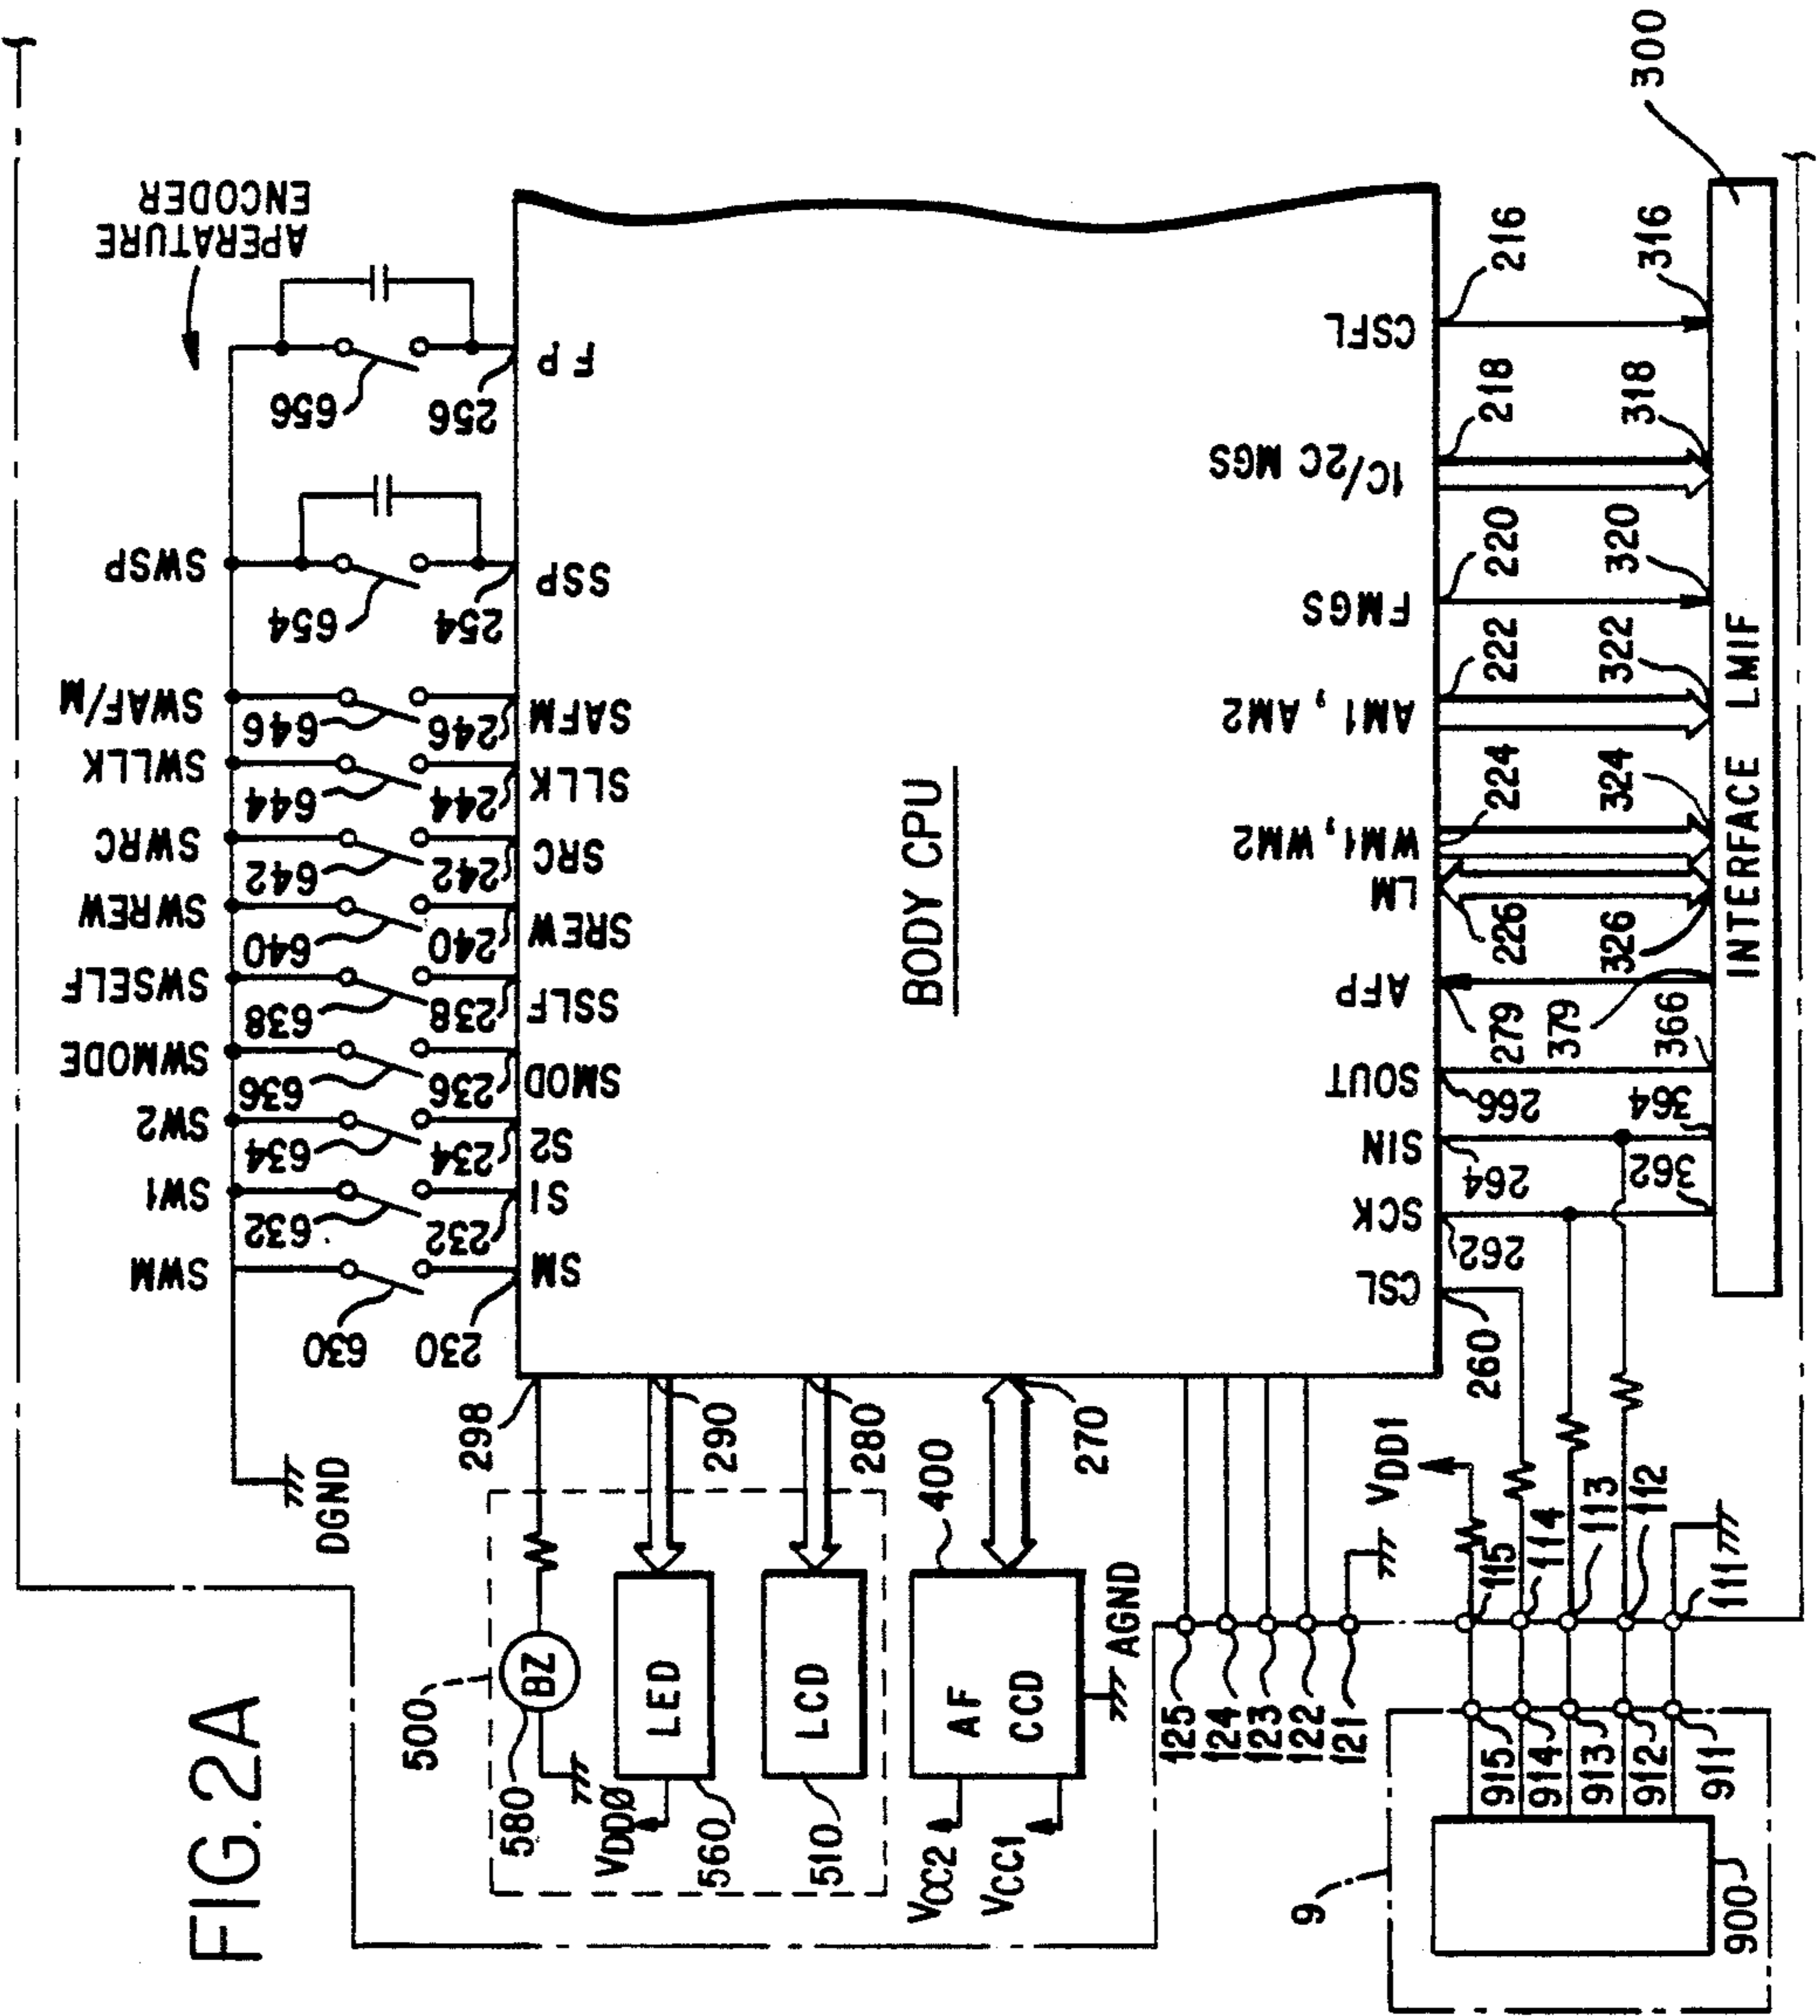 FIG.2A
SWM
SW1
SW2
SWMODE
SWSELF
SWREW
SWRC
SWLLK
SWAF/M
SWSP
APERATURE
ENCODER
DGND
630
632
634
636
638
640
642
644
646
654
656
230
232
234
236
238
240
242
244
246
254
256
SM
S1
S2
SMOD
SSLF
SREW
SRC
SLLK
SAFM
SSP
FP
500
580
BZ
298
VDDØ
560
LED
290
510
LCD
280
VCC2
VCC1
AF
CCD
400
270
AGND
BODY CPU
125
124
123
122
121
VDD1
115
114
113
112
111
9
900
915
914
913
912
911
CSL
SCK
SIN
SOUT
AFP
LM
WM1, WM2
AM1, AM2
FMGS
1C/2C MGS
CSFL
260
262
264
266
279
226
224
222
220
218
216
362
364
366
379
326
324
322
320
318
316
INTERFACE LMIF
300